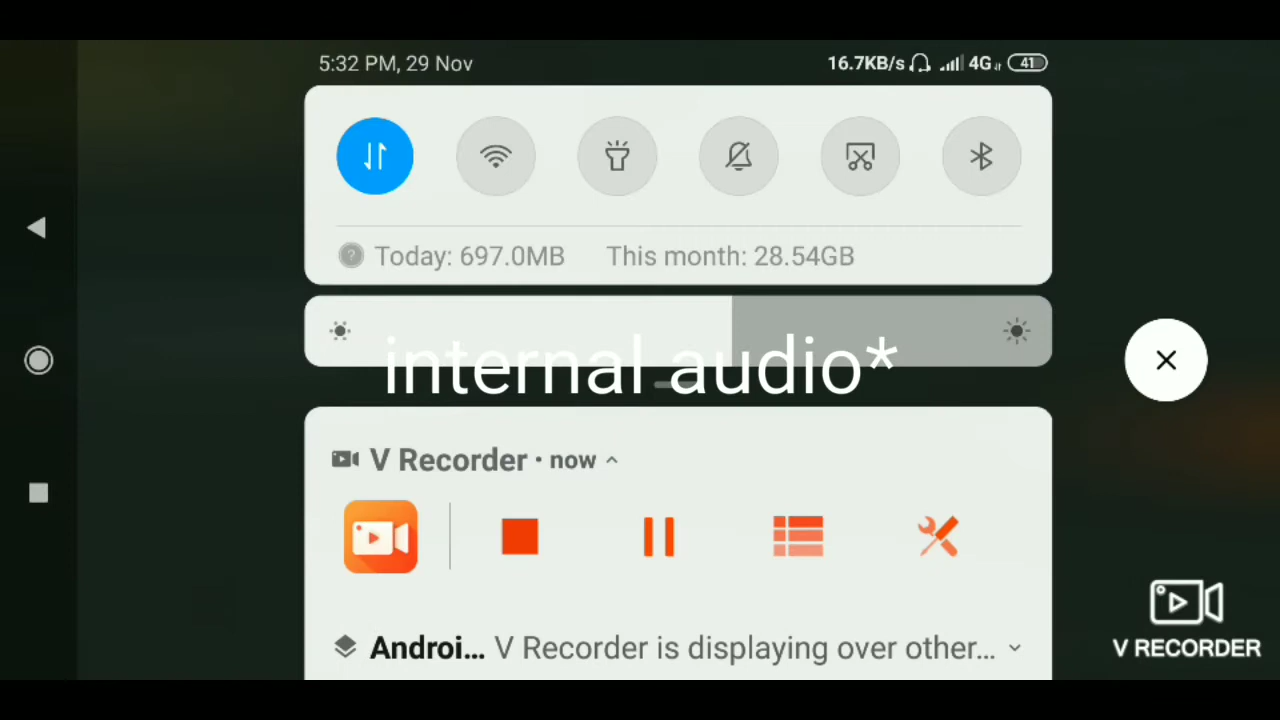 5:32 PM, 29 Nov 16.7KB/s 4G 41
Today: 697.0MB This month: 28.54GB
internal audio*
V Recorder • now
Androi... V Recorder is displaying over other...
V RECORDER